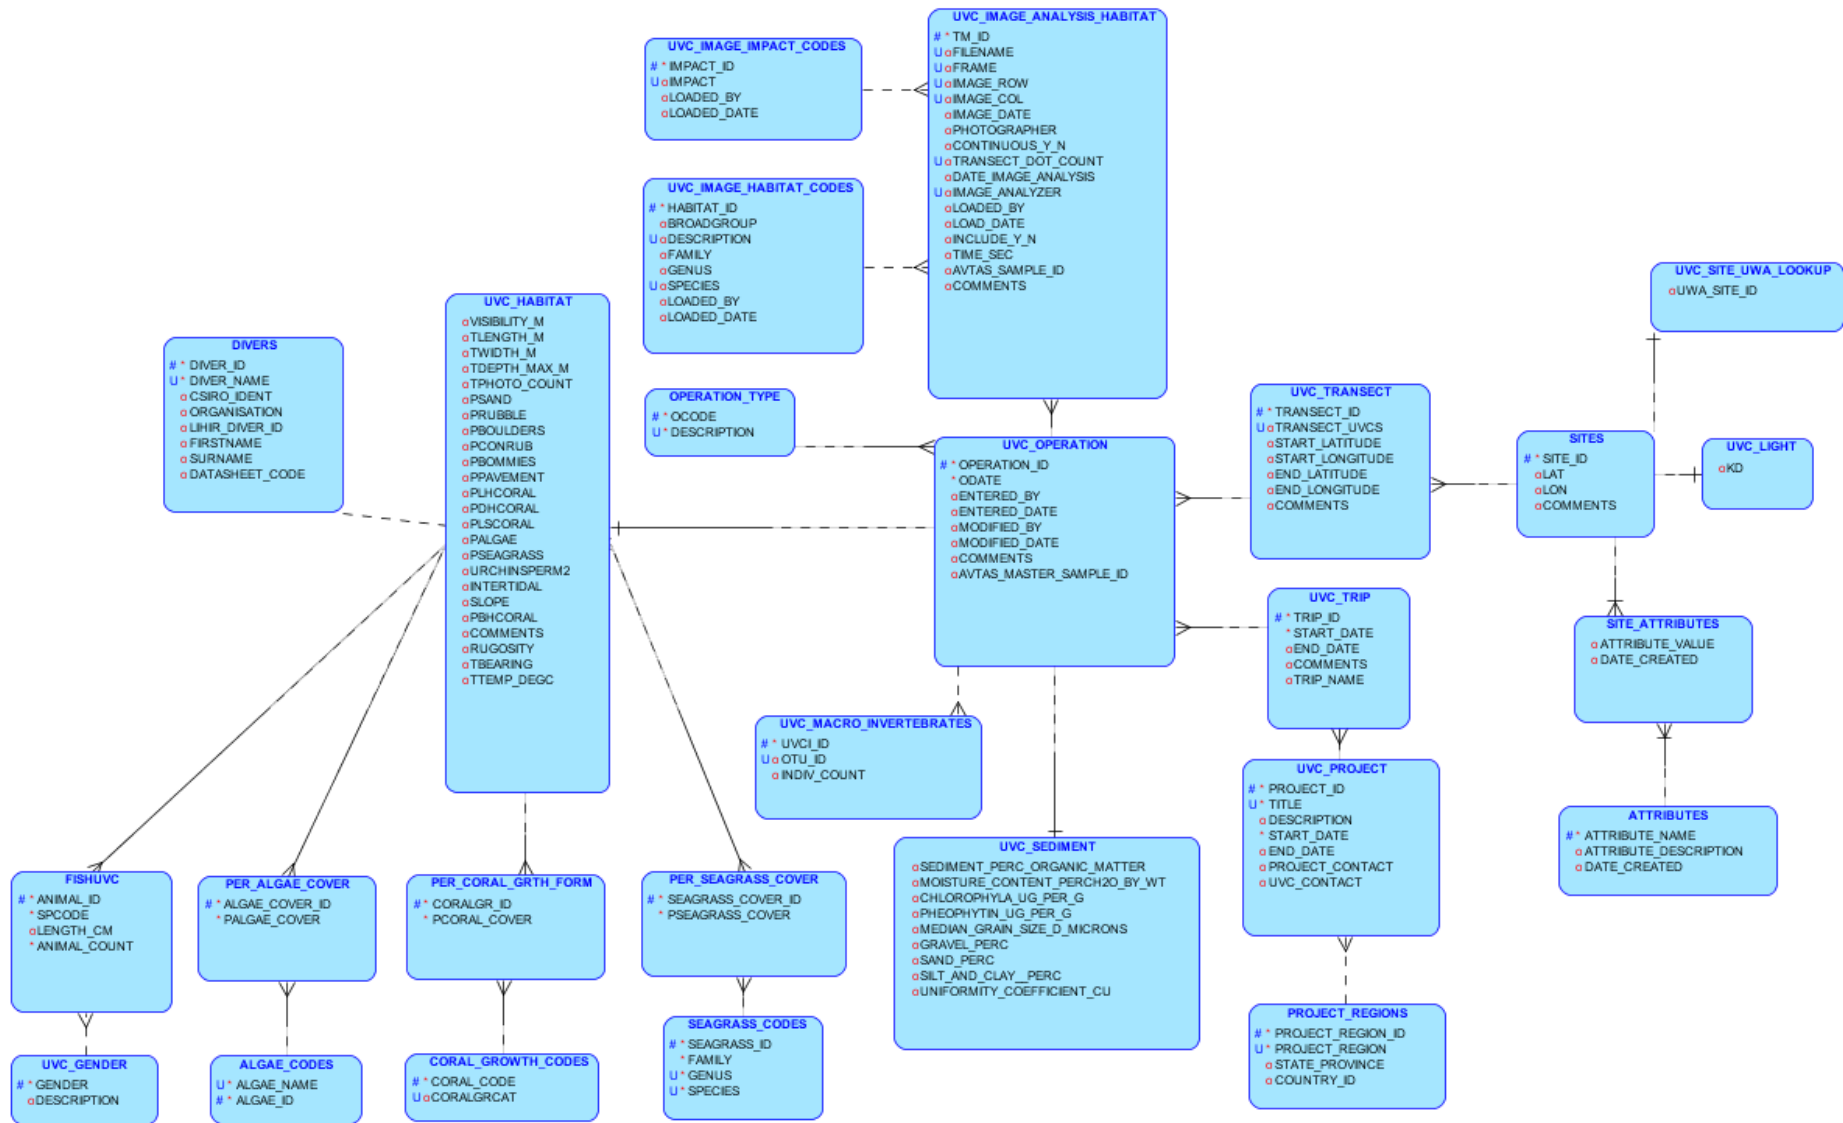 UVC_IMAGE_ANALYSIS_HABITAT
# * TM_ID
U o FILENAME
U o FRAME
U o IMAGE_ROW
U o IMAGE_COL
o IMAGE_DATE
o PHOTOGRAPHER
o CONTINUOUS_Y_N
U o TRANSECT_DOT_COUNT
o DATE_IMAGE_ANALYSIS
U o IMAGE_ANALYZER
o LOADED_BY
o LOAD_DATE
o INCLUDE_Y_N
o TIME_SEC
o AVTAS_SAMPLE_ID
o COMMENTS
UVC_IMAGE_IMPACT_CODES
# * IMPACT_ID
U o IMPACT
o LOADED_BY
o LOADED_DATE
UVC_IMAGE_HABITAT_CODES
# * HABITAT_ID
o BROADGROUP
U o DESCRIPTION
o FAMILY
o GENUS
U o SPECIES
o LOADED_BY
o LOADED_DATE
UVC_SITE_UWA_LOOKUP
o UWA_SITE_ID
UVC_HABITAT
o VISIBILITY_M
o TLENGTH_M
o TWIDTH_M
o TDEPTH_MAX_M
o TPHOTO_COUNT
o PSAND
o PRUBBLE
o PBOULDERS
o PCONRUB
o PBOMMIES
o PPAVEMENT
o PLHCORAL
o PDHCORAL
o PLSCORAL
o PALGAE
o PSEAGRASS
o URCHINSPERM2
o INTERTIDAL
o SLOPE
o PBHCORAL
o COMMENTS
o RUGOSITY
o TBEARING
o TTEMP_DEGC
DIVERS
# * DIVER_ID
U * DIVER_NAME
o CSIRO_IDENT
o ORGANISATION
o LIHIR_DIVER_ID
o FIRSTNAME
o SURNAME
o DATASHEET_CODE
OPERATION_TYPE
# * OCODE
U * DESCRIPTION
UVC_OPERATION
# * OPERATION_ID
* ODATE
o ENTERED_BY
o ENTERED_DATE
o MODIFIED_BY
o MODIFIED_DATE
o COMMENTS
o AVTAS_MASTER_SAMPLE_ID
UVC_TRANSECT
# * TRANSECT_ID
U o TRANSECT_UVCS
o START_LATITUDE
o START_LONGITUDE
o END_LATITUDE
o END_LONGITUDE
o COMMENTS
SITES
# * SITE_ID
o LAT
o LON
o COMMENTS
UVC_LIGHT
o KD
UVC_TRIP
# * TRIP_ID
* START_DATE
o END_DATE
o COMMENTS
o TRIP_NAME
SITE_ATTRIBUTES
o ATTRIBUTE_VALUE
o DATE_CREATED
UVC_MACRO_INVERTEBRATES
# * UVCI_ID
U o OTU_ID
o INDIV_COUNT
UVC_PROJECT
# * PROJECT_ID
U * TITLE
o DESCRIPTION
* START_DATE
o END_DATE
o PROJECT_CONTACT
o UVC_CONTACT
ATTRIBUTES
# * ATTRIBUTE_NAME
o ATTRIBUTE_DESCRIPTION
o DATE_CREATED
UVC_SEDIMENT
o SEDIMENT_PERC_ORGANIC_MATTER
o MOISTURE_CONTENT_PERCH2O_BY_WT
o CHLOROPHYLA_UG_PER_G
o PHEOPHYTIN_UG_PER_G
o MEDIAN_GRAIN_SIZE_D_MICRONS
o GRAVEL_PERC
o SAND_PERC
o SILT_AND_CLAY__PERC
o UNIFORMITY_COEFFICIENT_CU
FISHUVC
# * ANIMAL_ID
* SPCODE
o LENGTH_CM
* ANIMAL_COUNT
PER_ALGAE_COVER
# * ALGAE_COVER_ID
* PALGAE_COVER
PER_CORAL_GRTH_FORM
# * CORALGR_ID
* PCORAL_COVER
PER_SEAGRASS_COVER
# * SEAGRASS_COVER_ID
* PSEAGRASS_COVER
PROJECT_REGIONS
# * PROJECT_REGION_ID
U * PROJECT_REGION
o STATE_PROVINCE
o COUNTRY_ID
UVC_GENDER
# * GENDER
o DESCRIPTION
ALGAE_CODES
U * ALGAE_NAME
# * ALGAE_ID
CORAL_GROWTH_CODES
# * CORAL_CODE
U o CORALGRCAT
SEAGRASS_CODES
# * SEAGRASS_ID
* FAMILY
U * GENUS
U * SPECIES